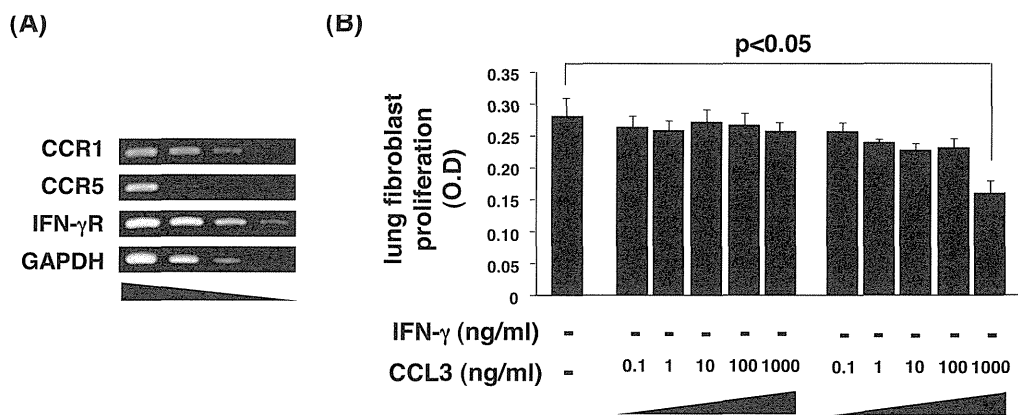 (A)
CCR1
CCR5
IFN-γR
GAPDH
(B)
p<0.05
lung fibroblast
proliferation
(O.D)
0.35
0.30
0.25
0.20
0.15
0.10
0.05
0
IFN-γ (ng/ml) - - - - - - - - - - -
CCL3 (ng/ml) - 0.1 1 10 100 1000 0.1 1 10 100 1000